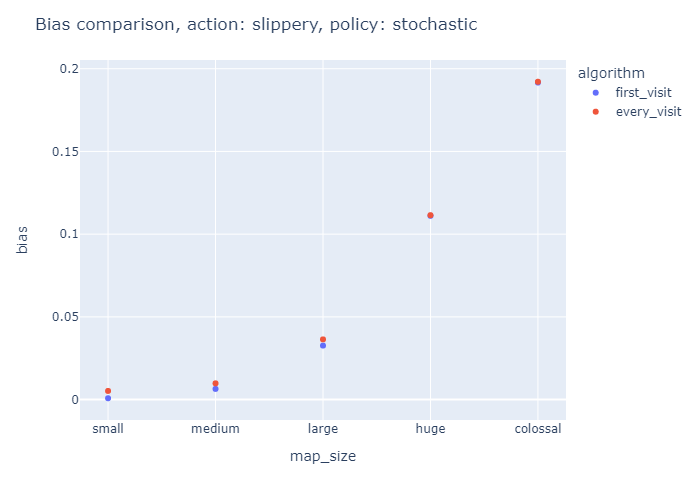 Bias comparison, action: slippery, policy: stochastic
algorithm
first_visit
every_visit
bias
0.2
0.15
0.1
0.05
0
small medium large huge colossal
map_size